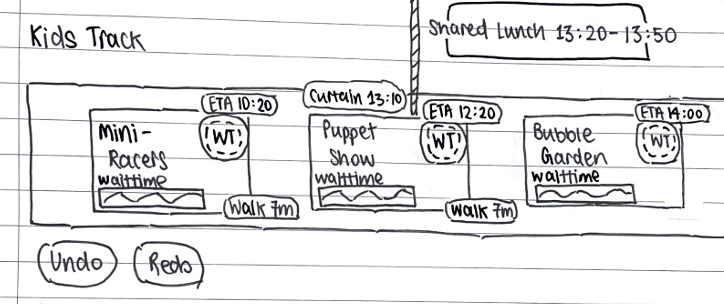 Kids Track
Shared Lunch 13:20-13:50
ETA 10:20
Curtain 13:10
ETA 12:20
ETA 14:00
Mini-
Racers
WT
waittime
Walk 7m
Puppet
Show
WT
waittime
Walk 7m
Bubble
Garden
WT
waittime
Undo
Redo